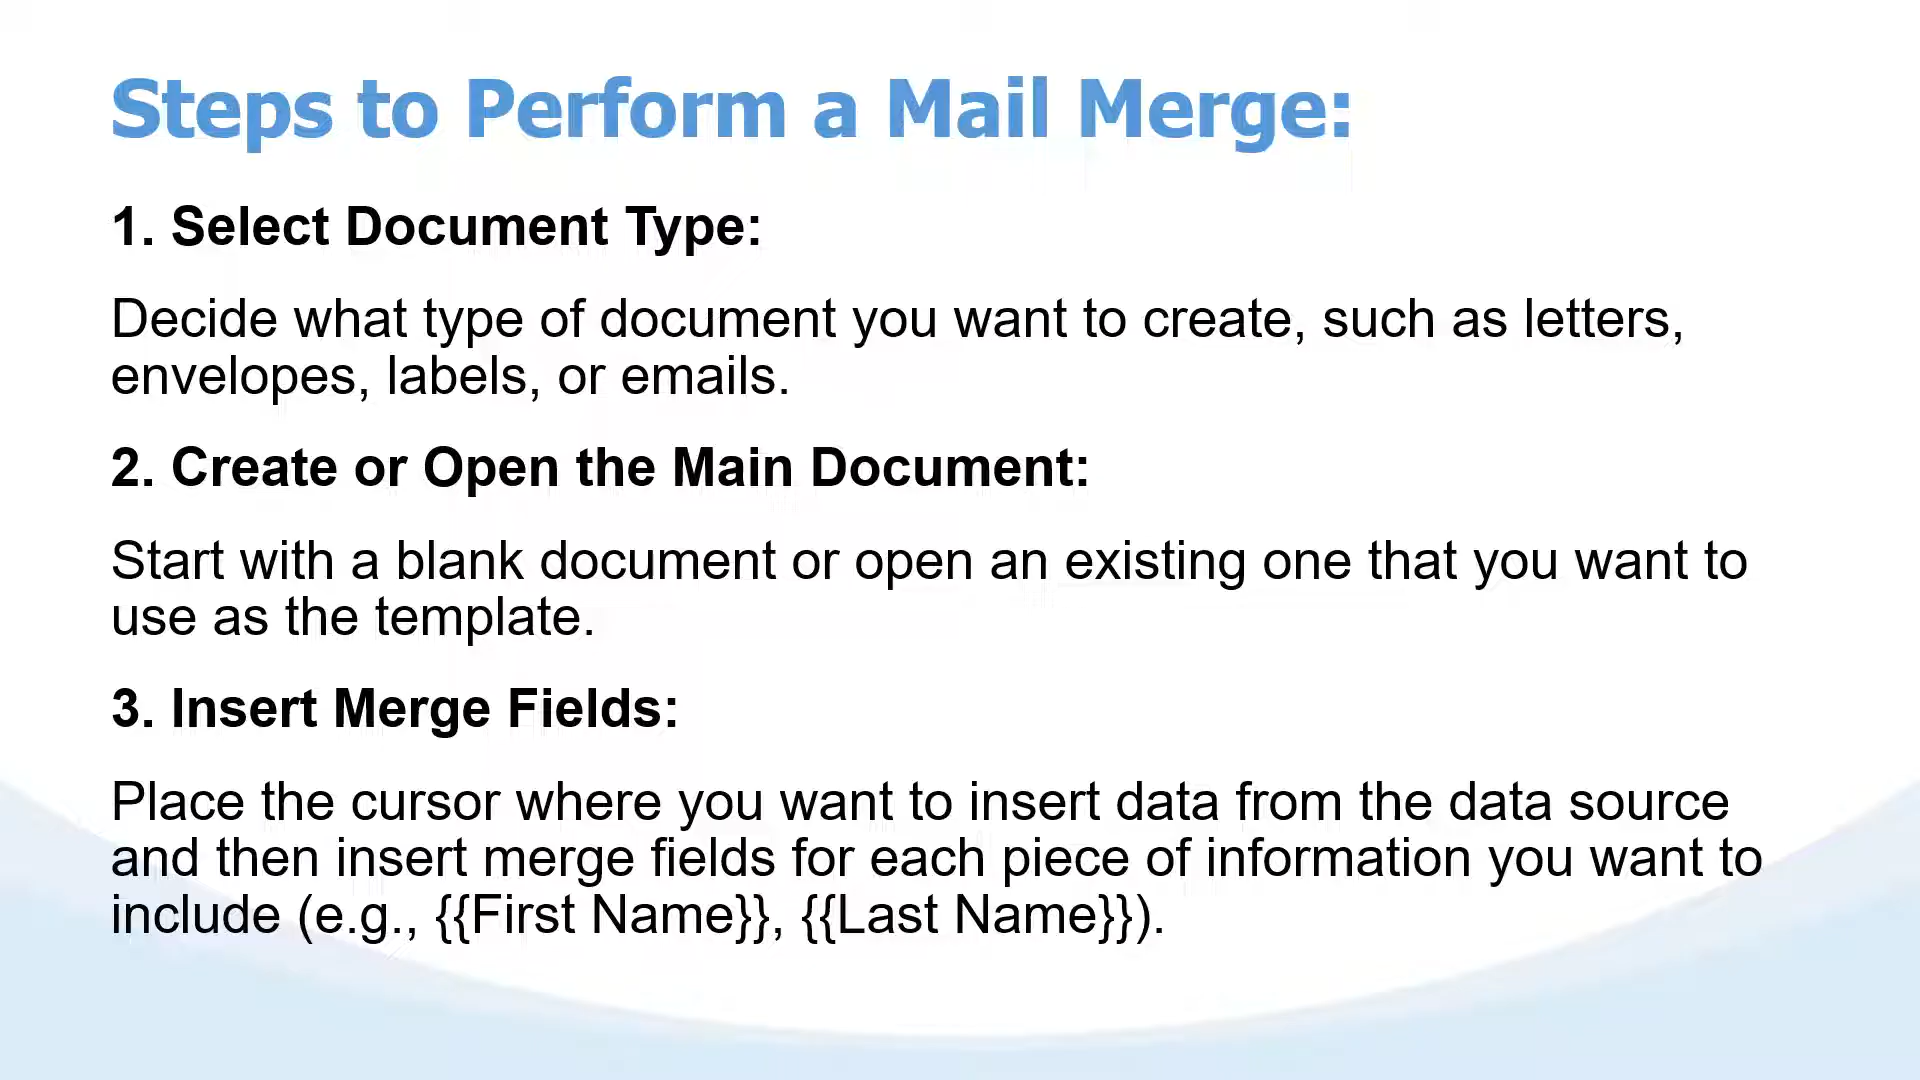 Steps to Perform a Mail Merge:
1. Select Document Type:
Decide what type of document you want to create, such as letters,
envelopes, labels, or emails.
2. Create or Open the Main Document:
Start with a blank document or open an existing one that you want to
use as the template.
3. Insert Merge Fields:
Place the cursor where you want to insert data from the data source
and then insert merge fields for each piece of information you want to
include (e.g., {{First Name}}, {{Last Name}}).